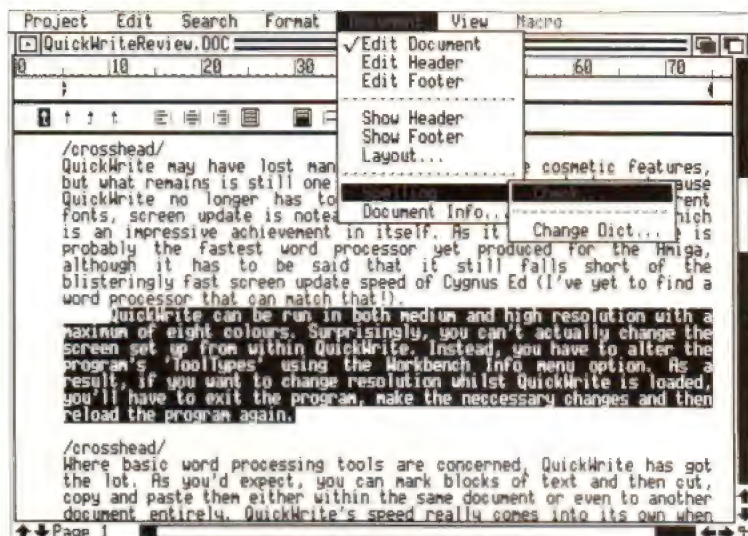 Project Edit Search Format Document View Macro
QuickWriteReview.DOC
0 10 20 30 60 70
✓Edit Document
Edit Header
Edit Footer
Show Header
Show Footer
Layout...
Spelling
Document Info...
Check...
Change Dict...
/crosshead/
QuickWrite may have lost cosmetic features,
but what remains is still one
QuickWrite no longer has
fonts, screen update is
is an impressive achievement in itself. As it is
probably the fastest word processor yet produced for the Amiga,
although it has to be said that it still falls short of the
blisteringly fast screen update speed of Cygnus Ed (I've yet to find a
word processor that can match that!).
QuickWrite can be run in both medium and high resolution with a
maximum of eight colours. Surprisingly, you can't actually change the
screen set up from within QuickWrite. Instead, you have to alter the
program's 'ToolTypes' using the Workbench Info menu option. As a
result, if you want to change resolution whilst QuickWrite is loaded,
you'll have to exit the program, make the neccessary changes and then
reload the program again.
/crosshead/
Where basic word processing tools are concerned, QuickWrite has got
the lot. As you'd expect, you can mark blocks of text and then cut,
copy and paste them either within the same document or even to another
document entirely. QuickWrite's speed really comes into its own when
Page 1